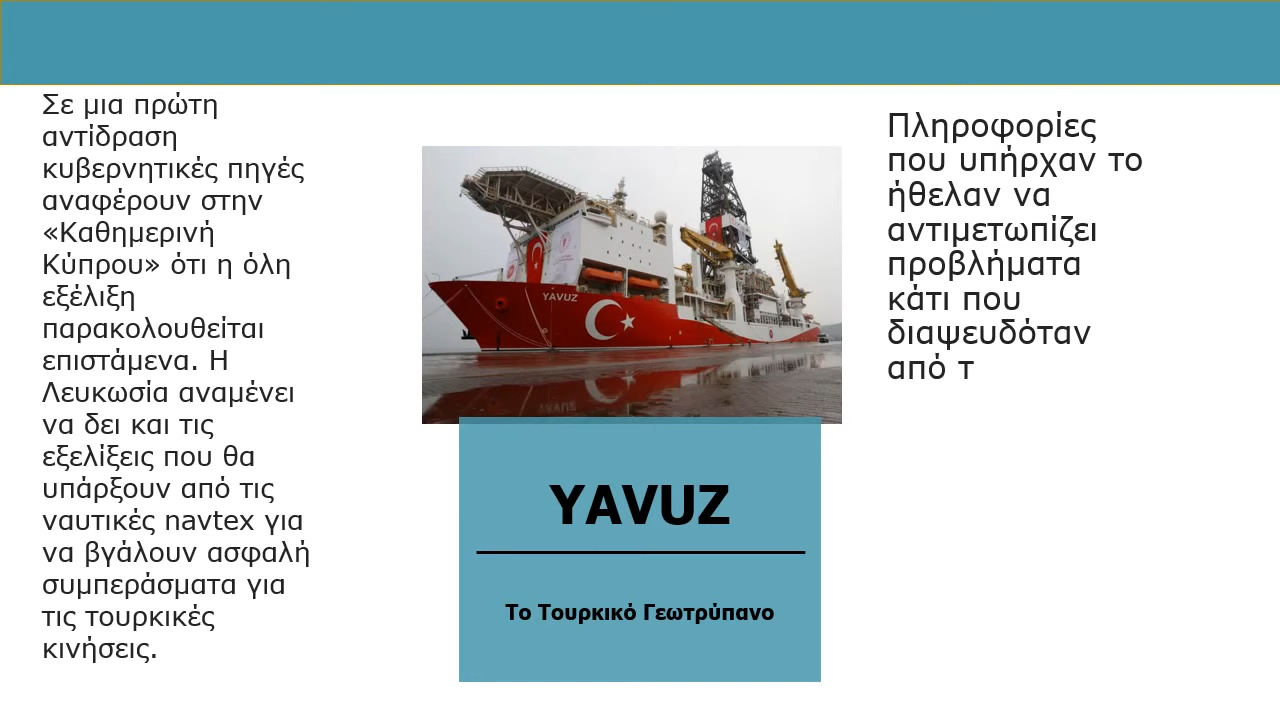 Σε μια πρώτη
αντίδραση
κυβερνητικές πηγές
αναφέρουν στην
«Καθημερινή
Κύπρου» ότι η όλη
εξέλιξη
παρακολουθείται
επιστάμενα. Η
Λευκωσία αναμένει
να δει και τις
εξελίξεις που θα
υπάρξουν από τις
ναυτικές navtex για
να βγάλουν ασφαλή
συμπεράσματα για
τις τουρκικές
κινήσεις.
YAVUZ
YAVUZ
Το Τουρκικό Γεωτρύπανο
Πληροφορίες
που υπήρχαν το
ήθελαν να
αντιμετωπίζει
προβλήματα
κάτι που
διαψευδόταν
από τ